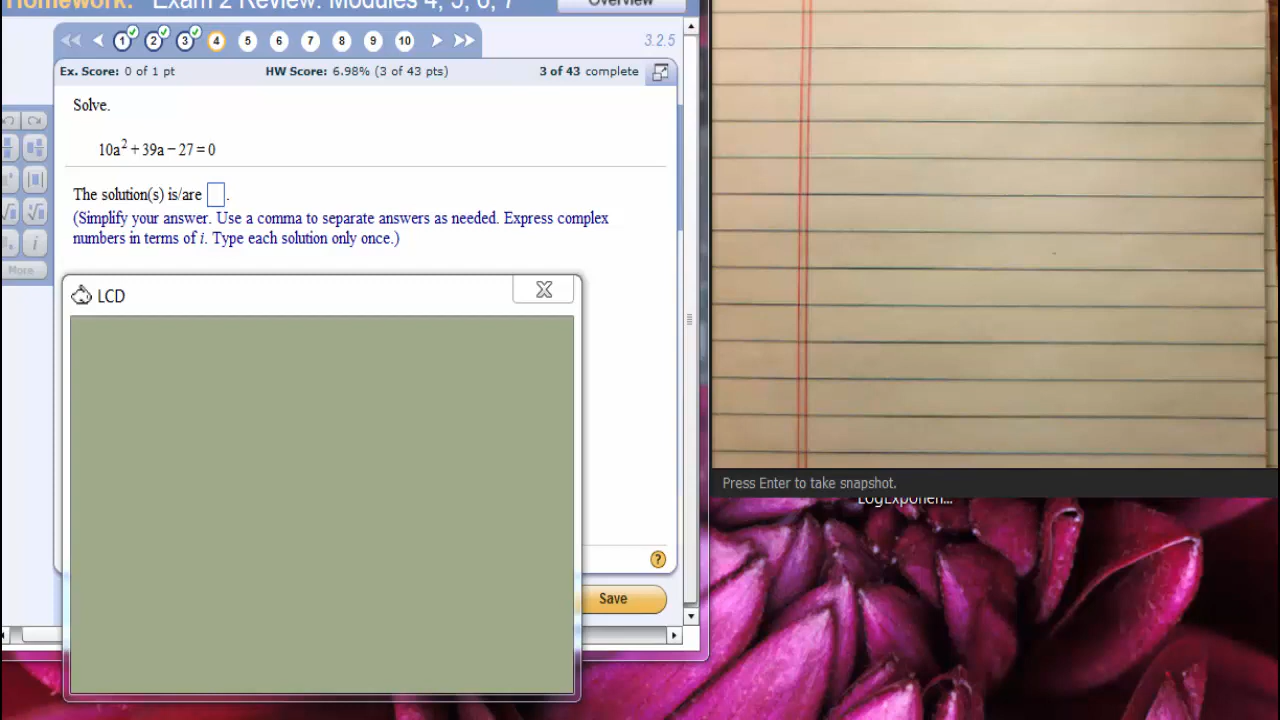 Homework: Exam 2 Review: Modules 4, 5, 6, 7
Overview
1 2 3 4 5 6 7 8 9 10
3.2.5
Ex. Score: 0 of 1 pt HW Score: 6.98% (3 of 43 pts) 3 of 43 complete
Solve.
10a² + 39a − 27 = 0
The solution(s) is/are .
(Simplify your answer. Use a comma to separate answers as needed. Express complex
numbers in terms of i. Type each solution only once.)
More
LCD
?
Save
Press Enter to take snapshot.
LogExponen...